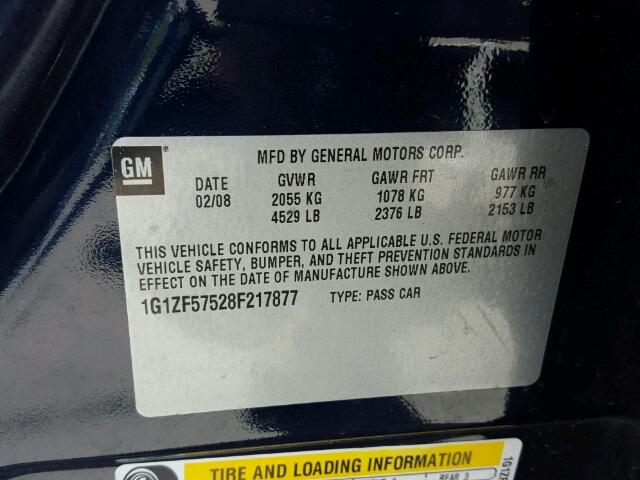 GM
MFD BY GENERAL MOTORS CORP.
DATE GVWR GAWR FRT GAWR RR
02/08 2055 KG 1078 KG 977 KG
4529 LB 2376 LB 2153 LB
THIS VEHICLE CONFORMS TO ALL APPLICABLE U.S. FEDERAL MOTOR
VEHICLE SAFETY, BUMPER, AND THEFT PREVENTION STANDARDS IN
EFFECT ON THE DATE OF MANUFACTURE SHOWN ABOVE.
1G1ZF57528F217877 TYPE: PASS CAR
TIRE AND LOADING INFORMATION
REAR 3
1G1Z